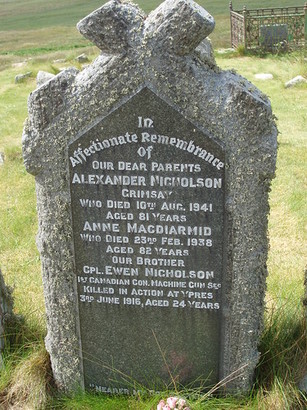 In
Affectionate Remembrance
Of
OUR DEAR PARENTS
ALEXANDER NICHOLSON
GRIMSAY
WHO DIED 10TH AUG. 1941
AGED 81 YEARS
ANNE MACDIARMID
WHO DIED 23RD FEB. 1938
AGED 82 YEARS
OUR BROTHER
CPL. EWEN NICHOLSON
1ST CANADIAN CON. MACHINE GUN SEC
KILLED IN ACTION AT YPRES
3RD JUNE 1916, AGED 24 YEARS
"NEARER